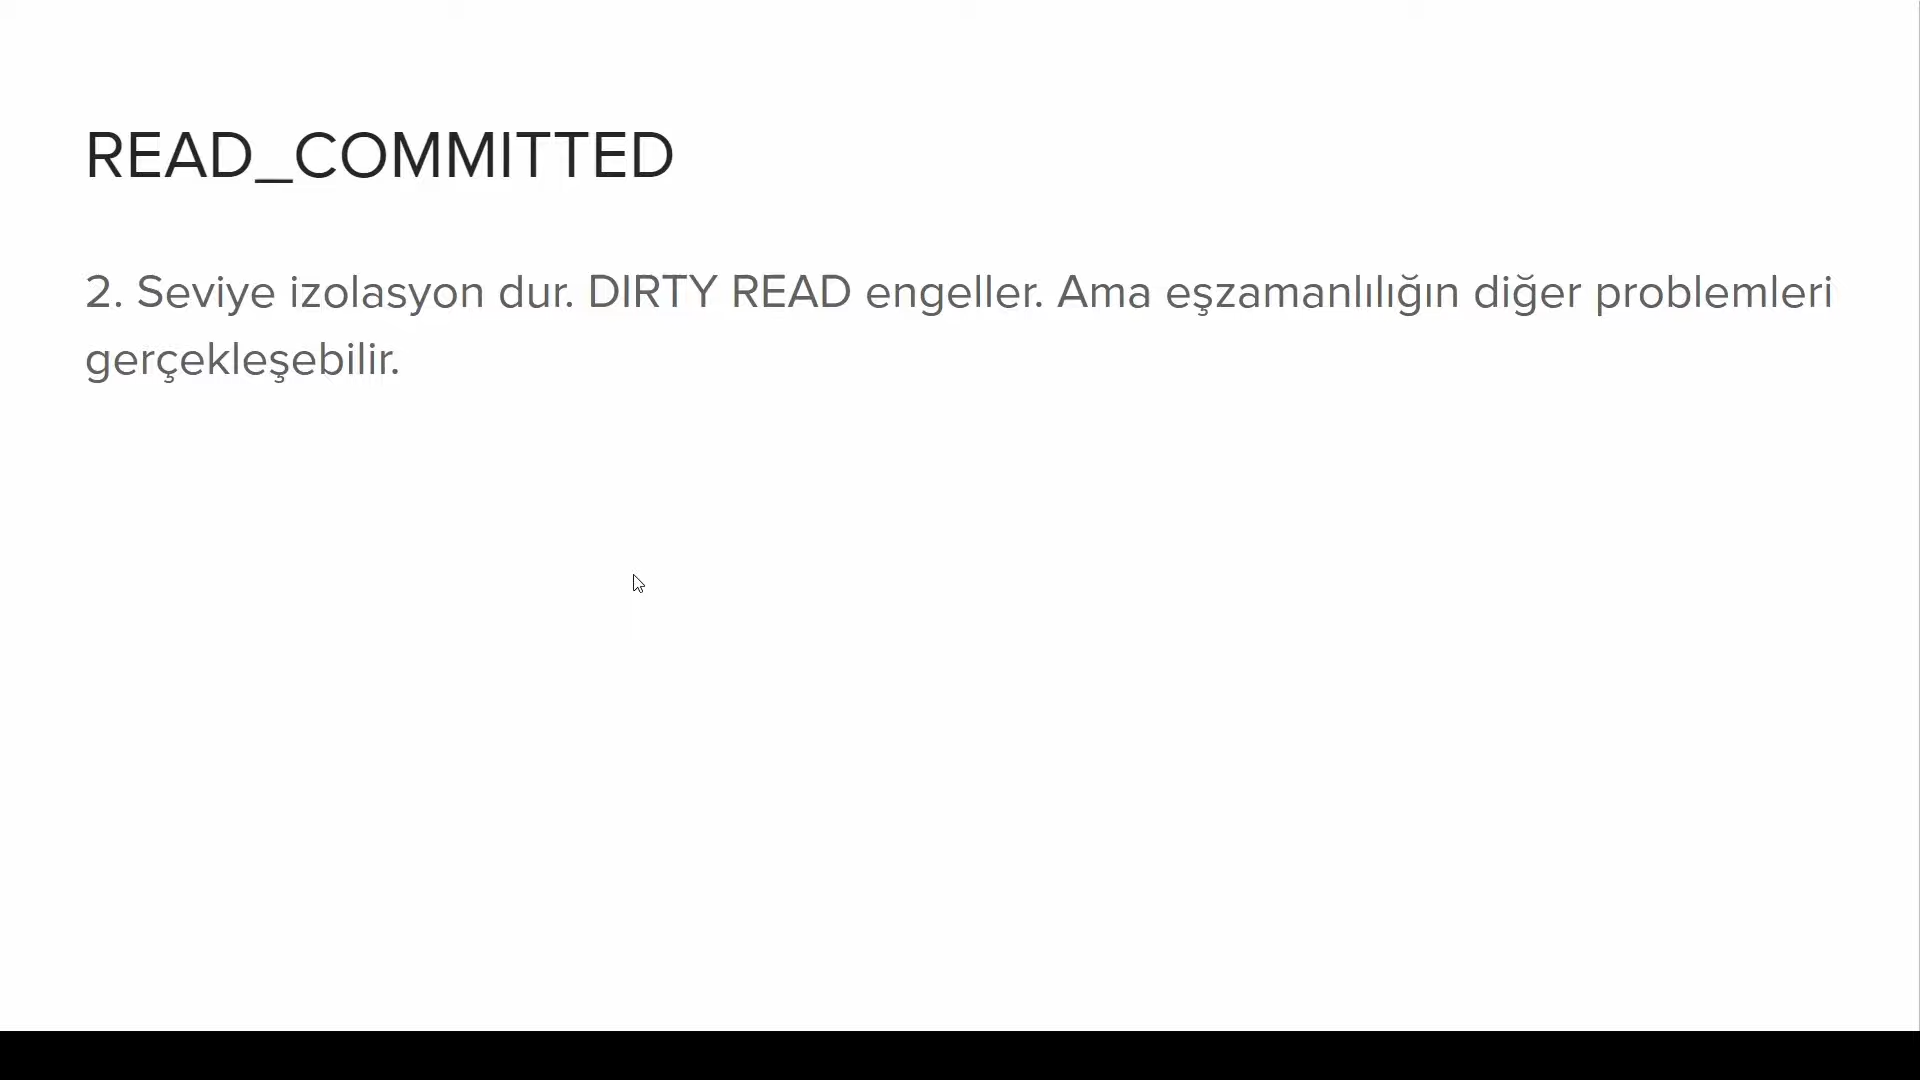 READ_COMMITTED
2. Seviye izolasyon dur. DIRTY READ engeller. Ama eşzamanlılığın diğer problemleri
gerçekleşebilir.